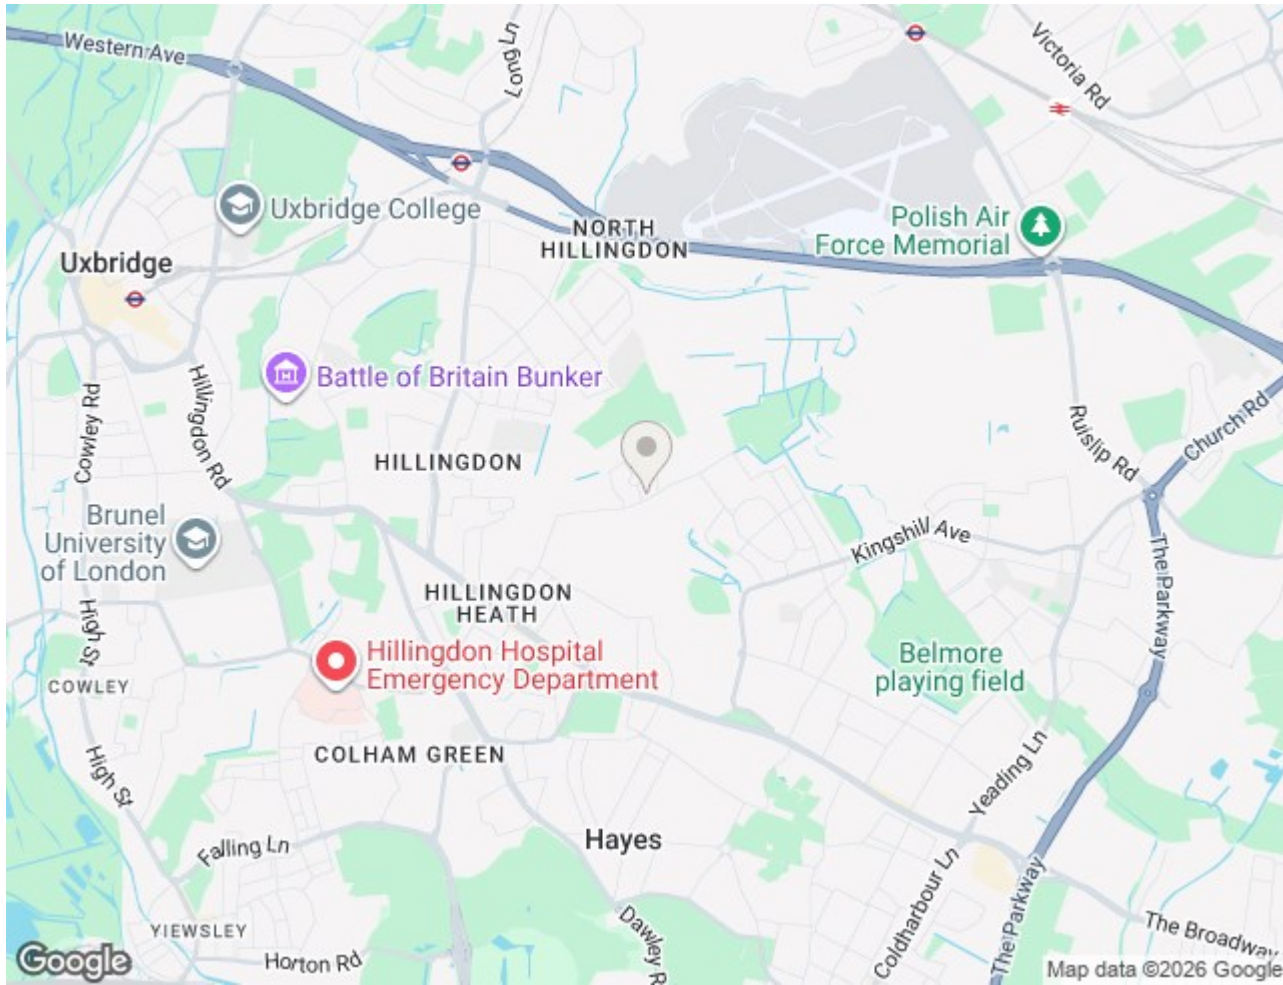 Western Ave
Long Ln
Victoria Rd
Uxbridge College
NORTH
HILLINGDON
Polish Air
Force Memorial
Uxbridge
Battle of Britain Bunker
Hillingdon Rd
Cowley Rd
Church Rd
Ruislip Rd
HILLINGDON
Brunel
University
of London
Kingshill Ave
The Parkway
HILLINGDON
HEATH
High St
Hillingdon Hospital
Emergency Department
Belmore
playing field
COWLEY
COLHAM GREEN
High St
Yeading Ln
Falling Ln
Hayes
Coldharbour Ln
The Parkway
Dawley R
The Broadway
YIEWSLEY
Horton Rd
Google
Map data ©2026 Google